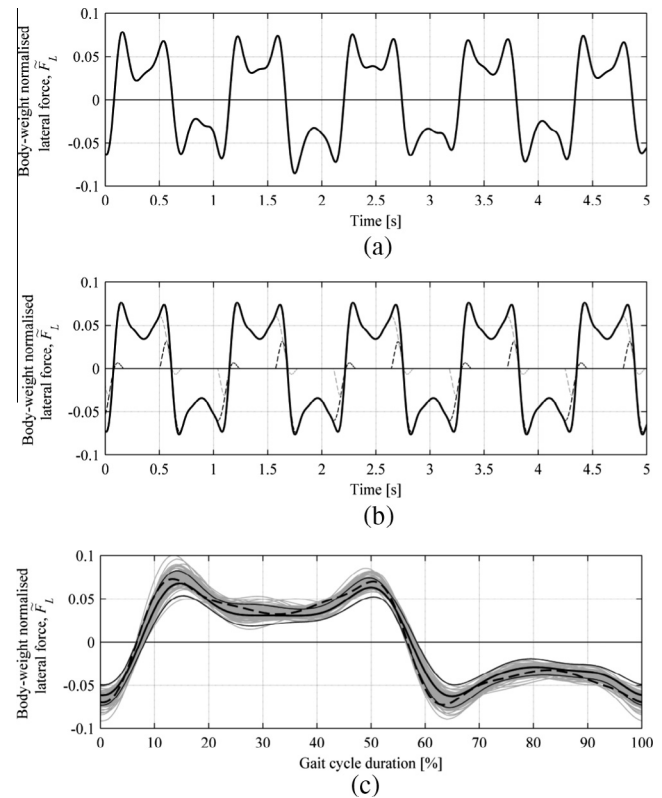 Body-weight normalised
lateral force, F̃_L
0.1
0.05
0
-0.05
-0.1
0 0.5 1 1.5 2 2.5 3 3.5 4 4.5 5
Time [s]
(a)
Body-weight normalised
lateral force, F̃_L
0.1
0.05
0
-0.05
-0.1
0 0.5 1 1.5 2 2.5 3 3.5 4 4.5 5
Time [s]
(b)
Body-weight normalised
lateral force, F̃_L
0.1
0.05
0
-0.05
-0.1
0 10 20 30 40 50 60 70 80 90 100
Gait cycle duration [%]
(c)